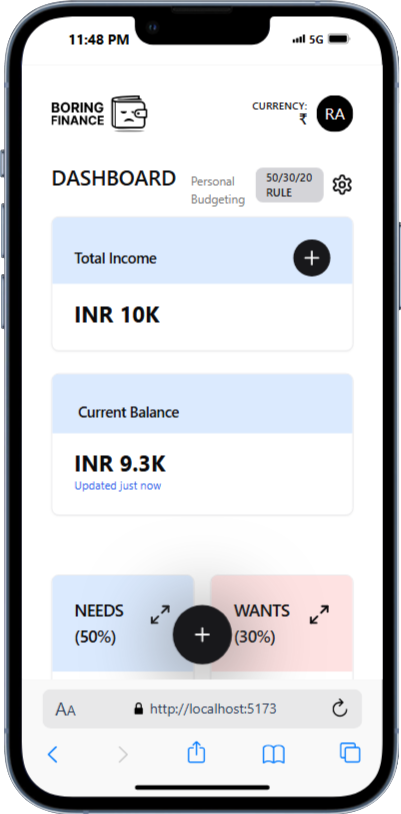 11:48 PM
5G
BORING
FINANCE
CURRENCY:
₹
RA
DASHBOARD
Personal
Budgeting
50/30/20
RULE
Total Income
+
INR 10K
Current Balance
INR 9.3K
Updated just now
NEEDS
(50%)
+
WANTS
(30%)
AA
http://localhost:5173